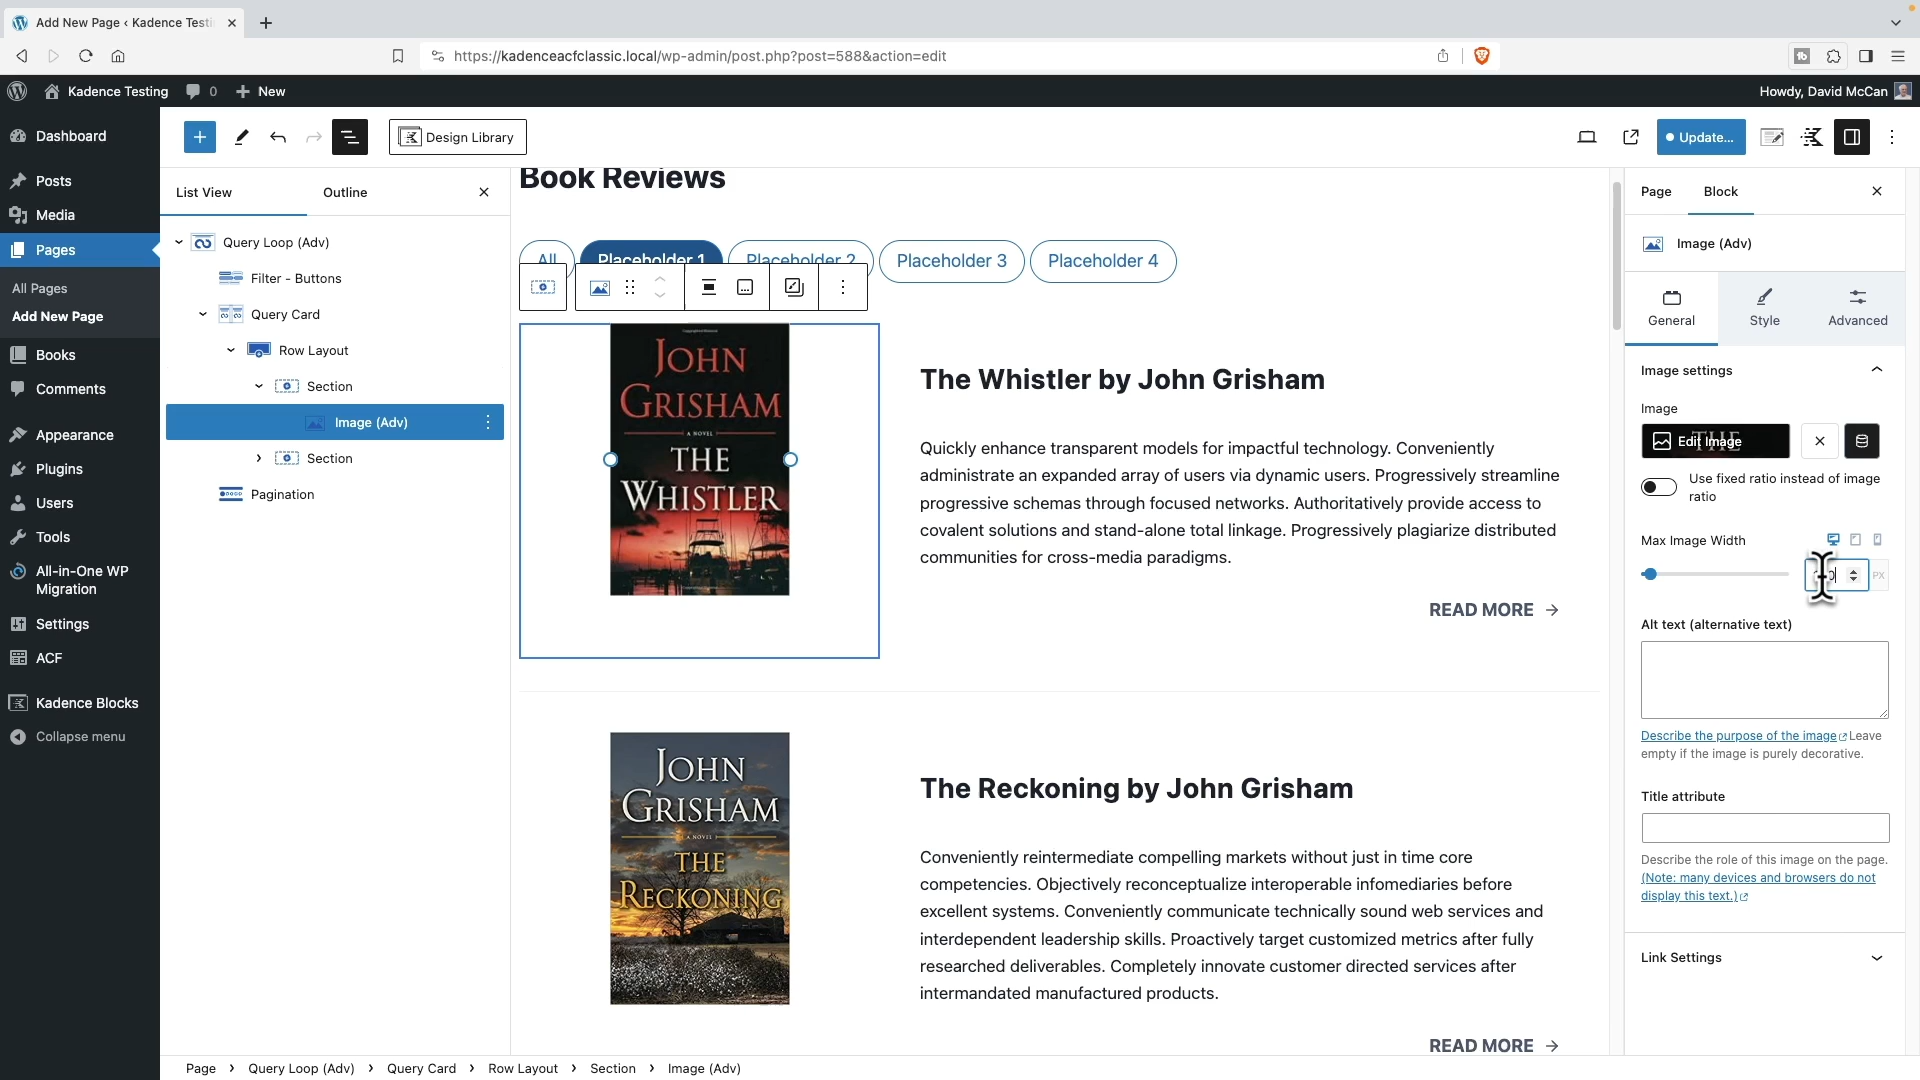 Add New Page ‹ Kadence Testi
https://kadenceacfclassic.local/wp-admin/post.php?post=588&action=edit
Kadence Testing
0
New
Howdy, David McCan
Dashboard
Posts
Media
Pages
All Pages
Add New Page
Books
Comments
Appearance
Plugins
Users
Tools
All-in-One WP
Migration
Settings
ACF
Kadence Blocks
Collapse menu
Design Library
Update...
List View
Outline
Query Loop (Adv)
Filter - Buttons
Query Card
Row Layout
Section
Image (Adv)
Section
Pagination
Book Reviews
All
Placeholder 1
Placeholder 2
Placeholder 3
Placeholder 4
JOHN
GRISHAM
A NOVEL
THE
WHISTLER
The Whistler by John Grisham
Quickly enhance transparent models for impactful technology. Conveniently
administrate an expanded array of users via dynamic users. Progressively streamline
progressive schemas through focused networks. Authoritatively provide access to
covalent solutions and stand-alone total linkage. Progressively plagiarize distributed
communities for cross-media paradigms.
READ MORE →
JOHN
GRISHAM
A NOVEL
THE
RECKONING
The Reckoning by John Grisham
Conveniently reintermediate compelling markets without just in time core
competencies. Objectively reconceptualize interoperable infomediaries before
excellent systems. Conveniently communicate technically sound web services and
interdependent leadership skills. Proactively target customized metrics after fully
researched deliverables. Completely innovate customer directed services after
intermandated manufactured products.
READ MORE →
Page
Block
Image (Adv)
General
Style
Advanced
Image settings
Image
Edit Image
Use fixed ratio instead of image
ratio
Max Image Width
PX
Alt text (alternative text)
Describe the purpose of the image Leave
empty if the image is purely decorative.
Title attribute
Describe the role of this image on the page.
(Note: many devices and browsers do not
display this text.)
Link Settings
Page › Query Loop (Adv) › Query Card › Row Layout › Section › Image (Adv)